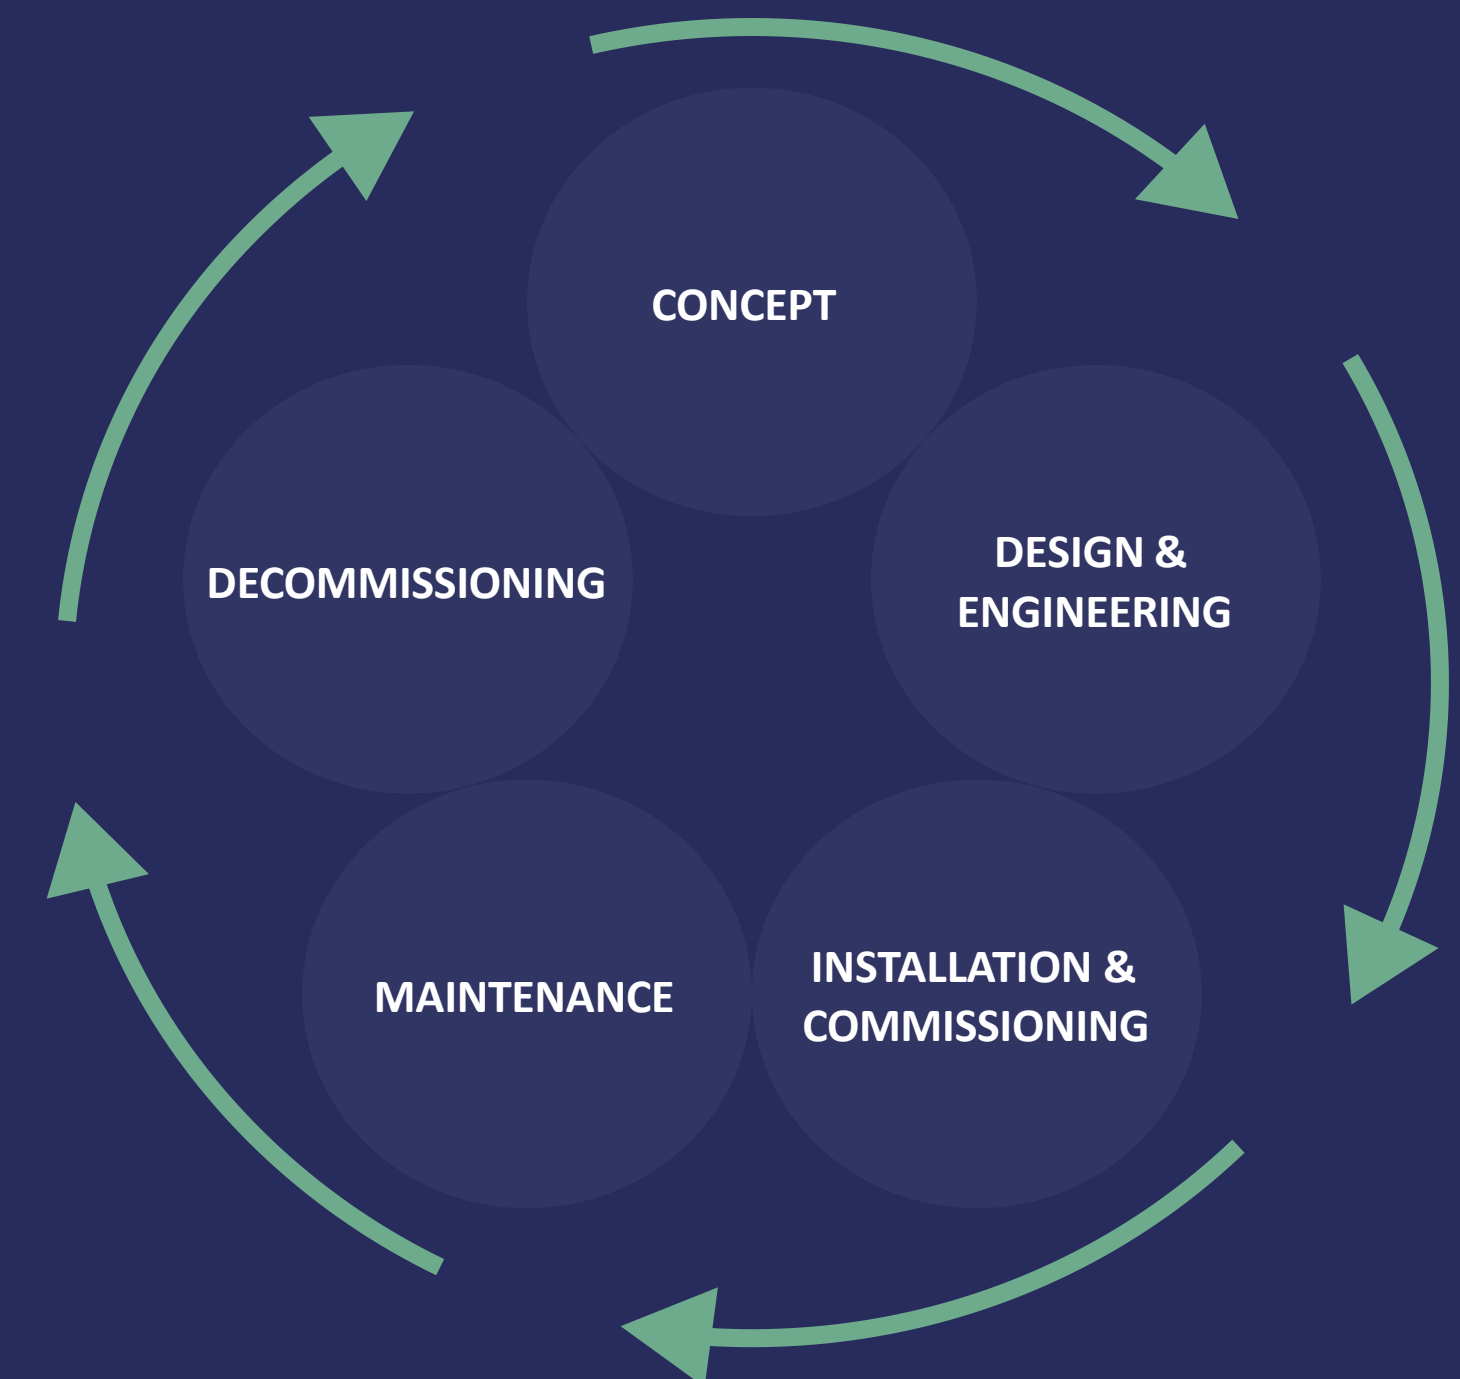 CONCEPT
DESIGN &
ENGINEERING
INSTALLATION &
COMMISSIONING
MAINTENANCE
DECOMMISSIONING